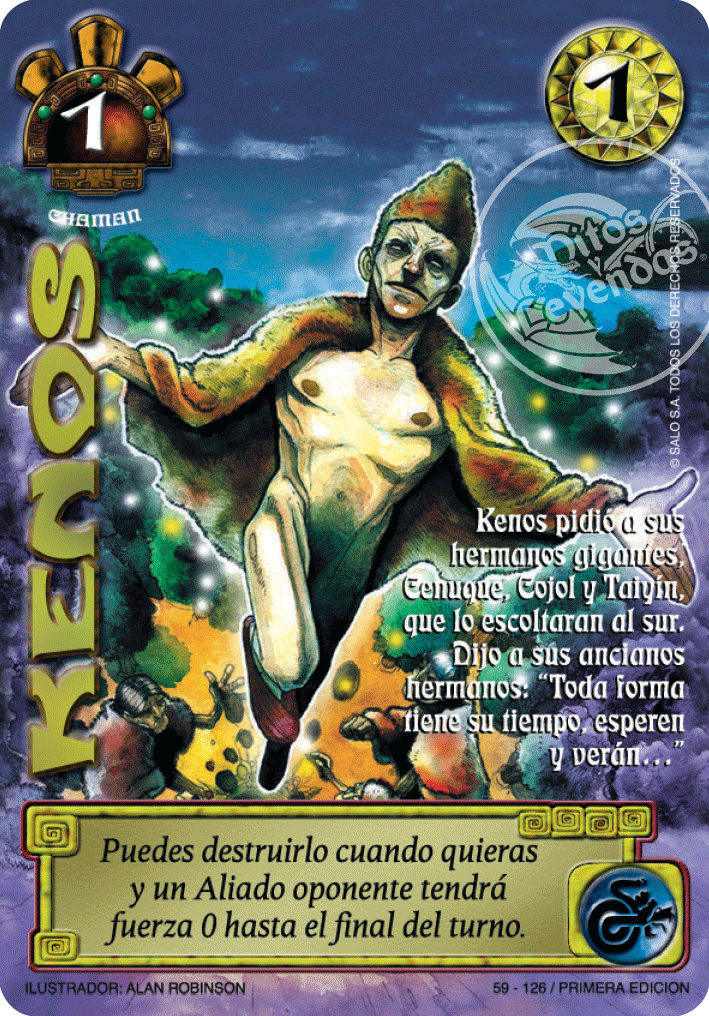 1
1
CHAMAN
KENOS
Mitos
y
Leyendas
®
© SALO S.A. TODOS LOS DERECHOS RESERVADOS
Kenos pidió a sus
hermanos gigantes,
Cenuque, Cojol y Taiyín,
que lo escoltaran al sur.
Dijo a sus ancianos
hermanos: “Toda forma
tiene su tiempo, esperen
y verán...”
Puedes destruirlo cuando quieras
y un Aliado oponente tendrá
fuerza 0 hasta el final del turno.
ILUSTRADOR: ALAN ROBINSON
59 - 126 / PRIMERA EDICION